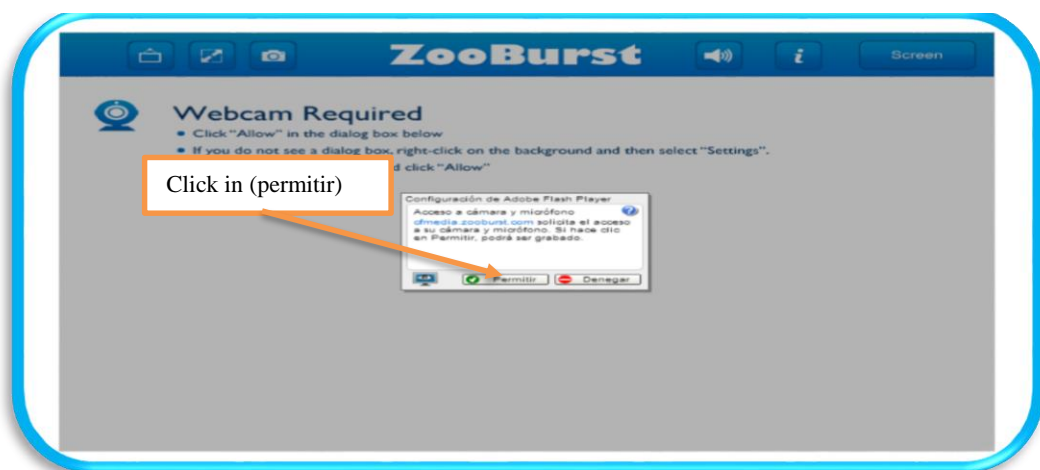 ZooBurst
Screen
Webcam Required
Click "Allow" in the dialog box below
If you do not see a dialog box, right-click on the background and then select "Settings".
click "Allow"
Click in (permitir)
Configuración de Adobe Flash Player
Acceso a cámara y micrófono
cfmedia.zooburst.com solicita el acceso
a su cámara y micrófono. Si hace clic
en Permitir, podrá ser grabado.
Permitir
Denegar